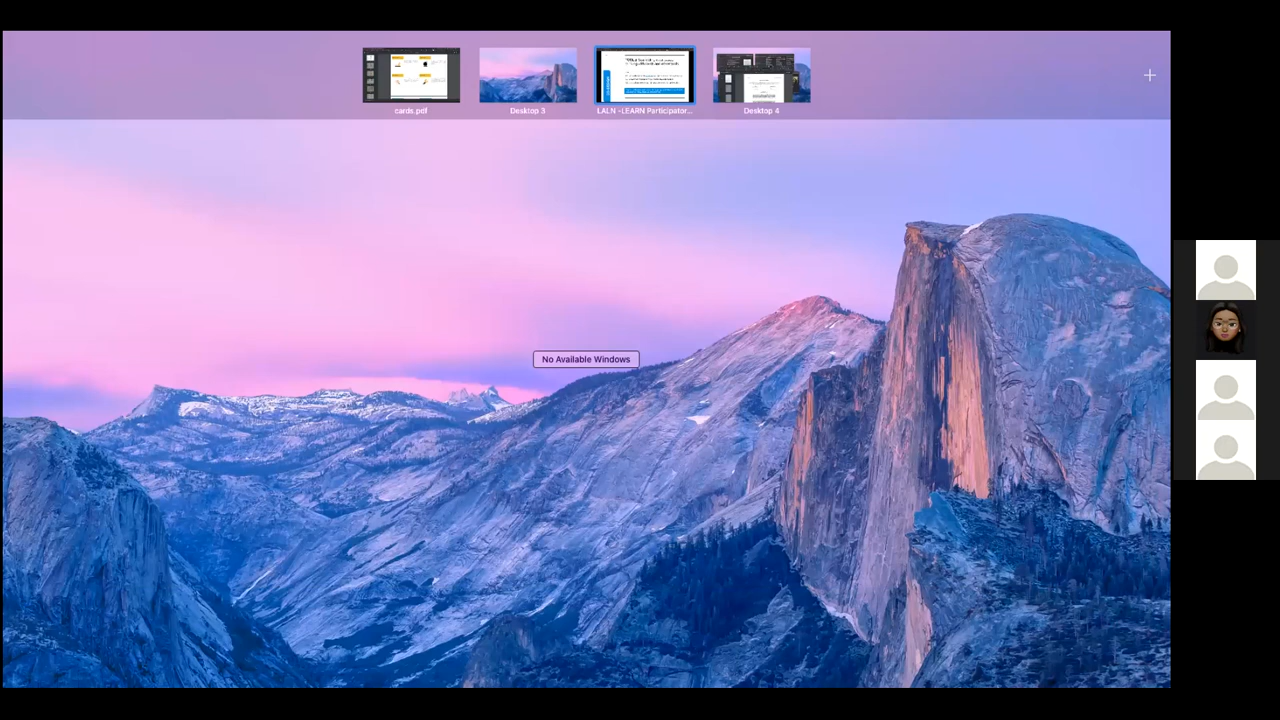 cards.pdf
Desktop 3
LALN -LEARN Participator...
Desktop 4
No Available Windows